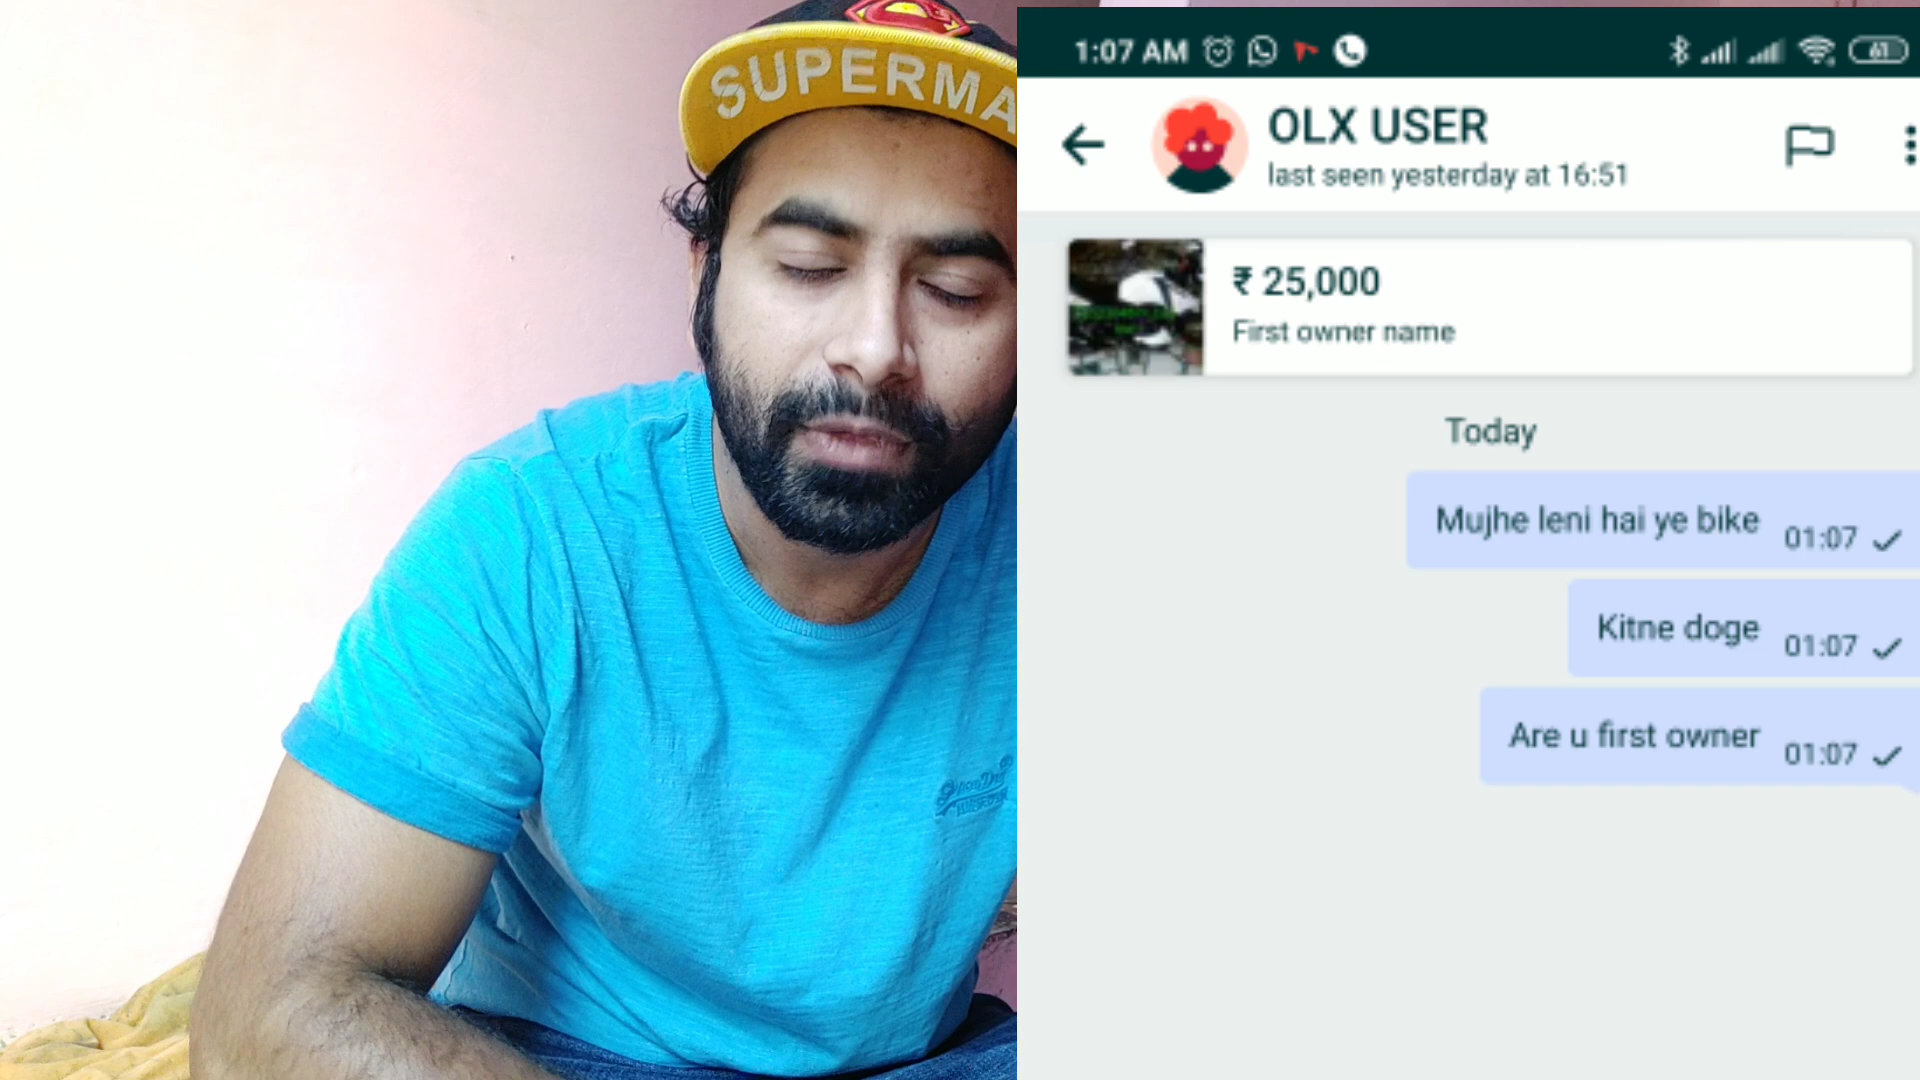 SUPERMA
1:07 AM
61
OLX USER
last seen yesterday at 16:51
₹ 25,000
First owner name
Today
Mujhe leni hai ye bike 01:07
Kitne doge 01:07
Are u first owner 01:07